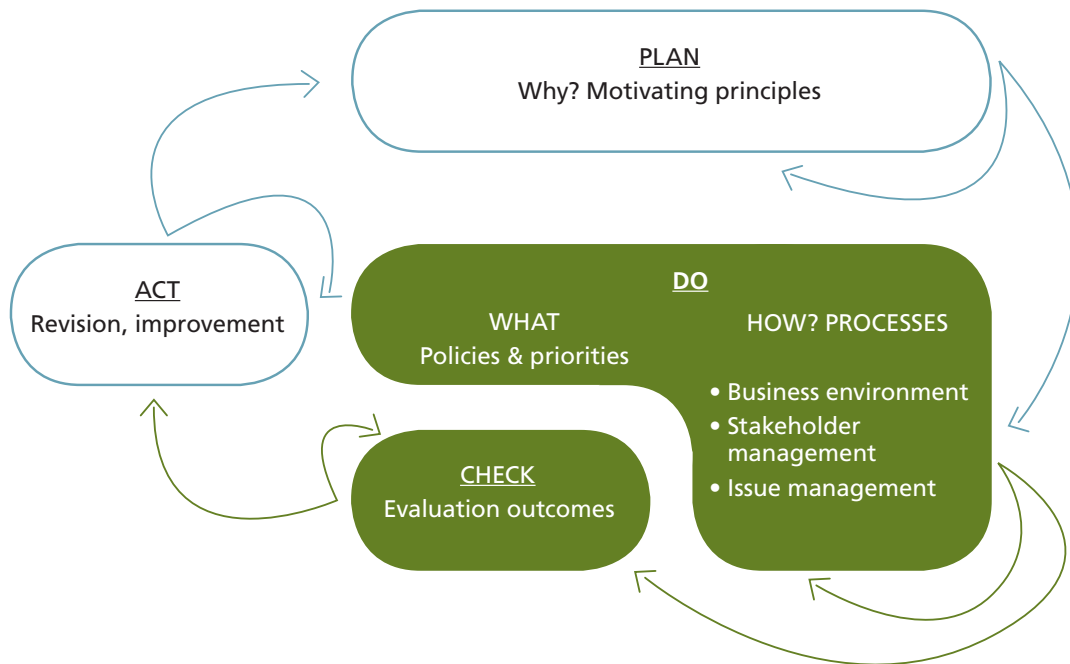 PLAN
Why? Motivating principles
ACT
Revision, improvement
DO
WHAT
Policies & priorities
HOW? PROCESSES
• Business environment
• Stakeholder
management
• Issue management
CHECK
Evaluation outcomes